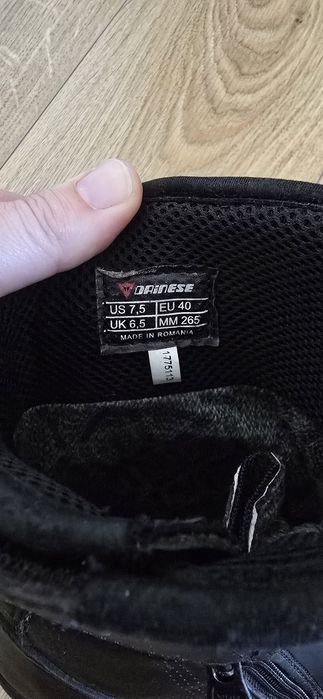 DAINESE
US 7,5 EU 40
UK 6,5 MM 265
MADE IN ROMANIA